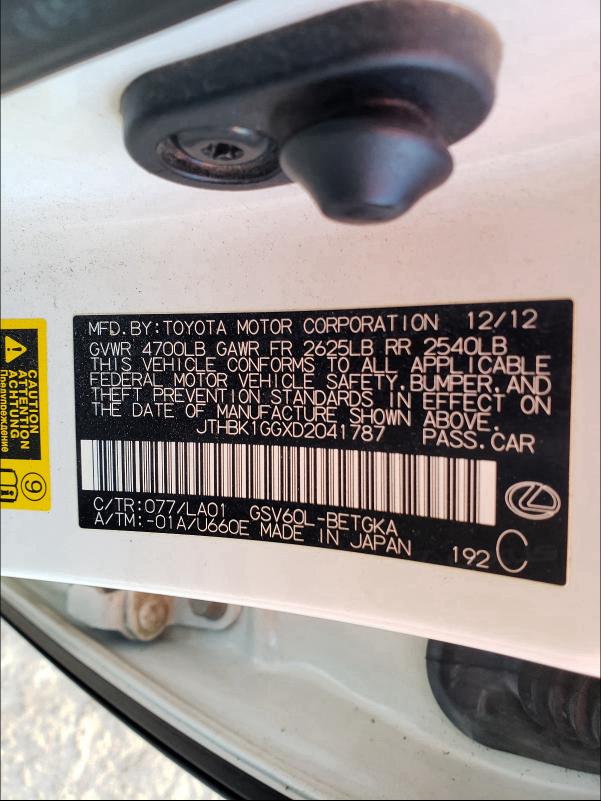 MFD.BY:TOYOTA MOTOR CORPORATION 12/12
GVWR 4700LB GAWR FR 2625LB RR 2540LB
THIS VEHICLE CONFORMS TO ALL APPLICABLE
FEDERAL MOTOR VEHICLE SAFETY.BUMPER.AND
THEFT PREVENTION STANDARDS IN EFFECT ON
THE DATE OF MANUFACTURE SHOWN ABOVE.
JTHBK1GGXD2041787 PASS.CAR
C/TR:077/LA01 GSV60L-BETGKA
A/TM:-01A/U660E MADE IN JAPAN 192 C
CAUTION
ATTENTION
ACHTUNG
Предупреждение
9